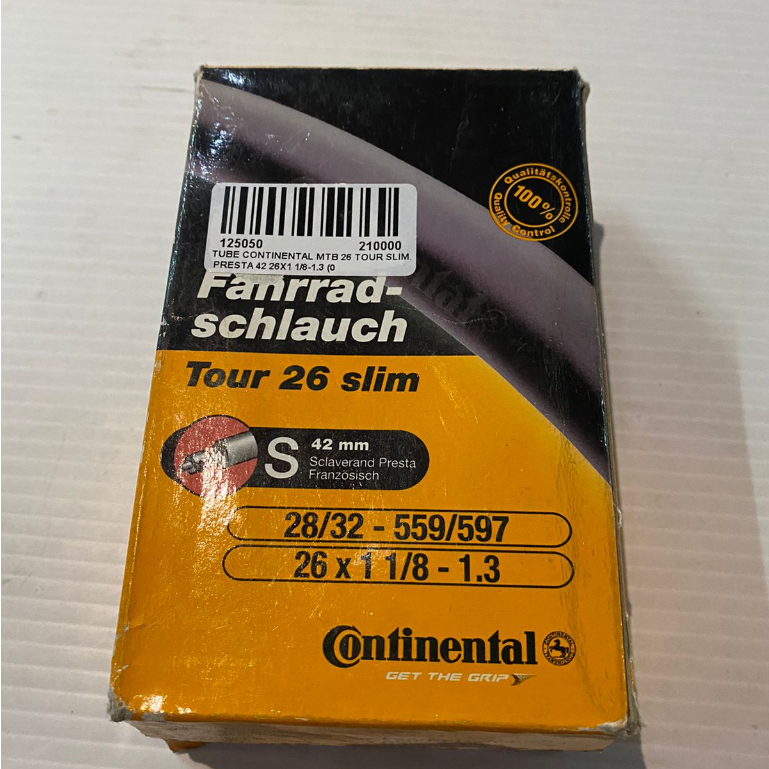 Qualitätskontrolle
100%
Quality Control
125050 210000
TUBE CONTINENTAL MTB 26 TOUR SLIM
PRESTA 42 26X1 1/8-1.3 (0
Fahrrad-
schlauch
Tour 26 slim
S
42 mm
Sclaverand Presta
Französisch
28/32 - 559/597
26 x 1 1/8 - 1.3
Continental
GET THE GRIP